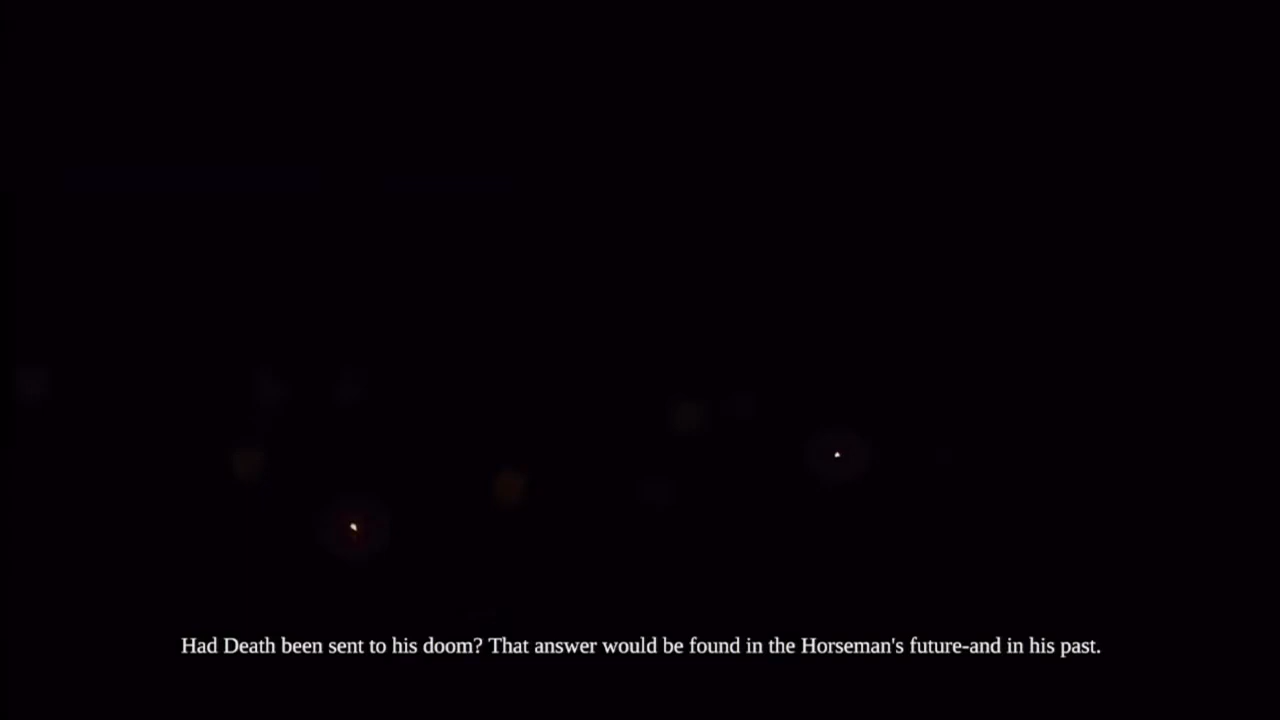 Had Death been sent to his doom? That answer would be found in the Horseman's future-and in his past.